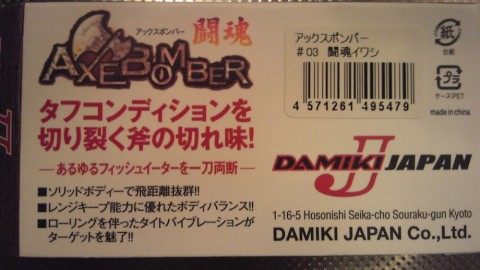 アックスボンバー 闘魂
AXEBOMBER
タフコンディションを
切り裂く斧の切れ味!
―あるゆるフィッシュイーターを一刀両断―
■ソリッドボディーで飛距離抜群!!
■レンジキープ能力に優れたボディバランス!!
■ローリングを伴ったタイトバイブレーションが
ターゲットを魅了!!
アックスボンバー
#03 闘魂イワシ
4 571261 495479
紙
台紙
プラ
ケースPET
made in china
DAMIKI JAPAN
1-16-5 Hosonishi Seika-cho Souraku-gun Kyoto
DAMIKI JAPAN Co.,Ltd.